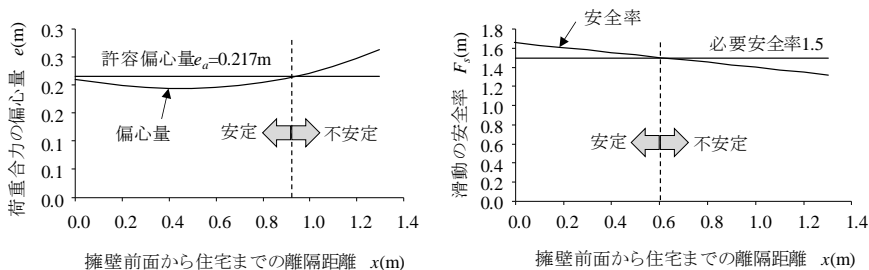 荷重合力の偏心量 e(m)
0.3
0.3
0.2
0.2
0.1
0.1
0.0
許容偏心量ea=0.217m
偏心量
安定
不安定
0.0 0.2 0.4 0.6 0.8 1.0 1.2 1.4
擁壁前面から住宅までの離隔距離 x(m)
滑動の安全率 Fs(m)
1.8
1.6
1.4
1.2
1.0
0.8
0.6
0.4
0.2
0.0
安全率
必要安全率1.5
安定
不安定
0.0 0.2 0.4 0.6 0.8 1.0 1.2 1.4
擁壁前面から住宅までの離隔距離 x(m)